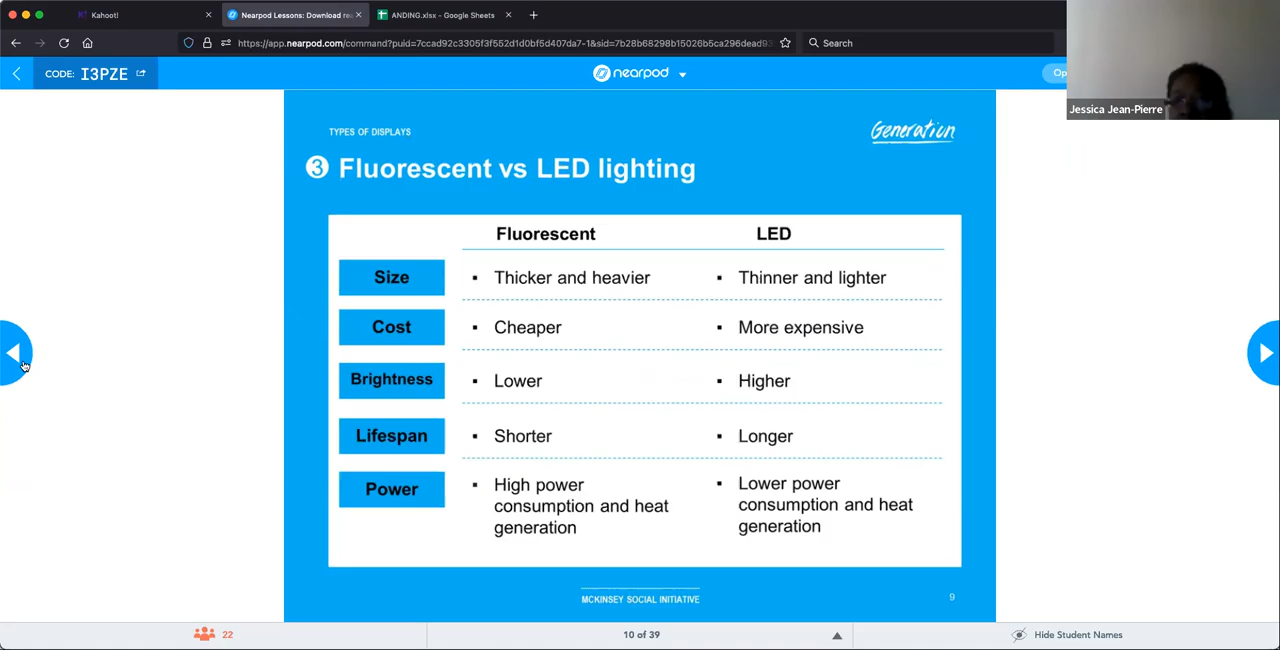 Kahoot!
Nearpod Lessons: Download re
ANDING.xlsx - Google Sheets
https://app.nearpod.com/command?puid=7ccad92c3305f3f552d1d0bf5d407da7-1&sid=7b28b68298b15026b5ca296dead93
Search
CODE: I3PZE
nearpod
Op
Jessica Jean-Pierre
TYPES OF DISPLAYS
Generation
3 Fluorescent vs LED lighting
Fluorescent LED
Size ▪ Thicker and heavier ▪ Thinner and lighter
Cost ▪ Cheaper ▪ More expensive
Brightness ▪ Lower ▪ Higher
Lifespan ▪ Shorter ▪ Longer
Power ▪ High power ▪ Lower power
consumption and heat consumption and heat
generation generation
MCKINSEY SOCIAL INITIATIVE 9
22 10 of 39 Hide Student Names